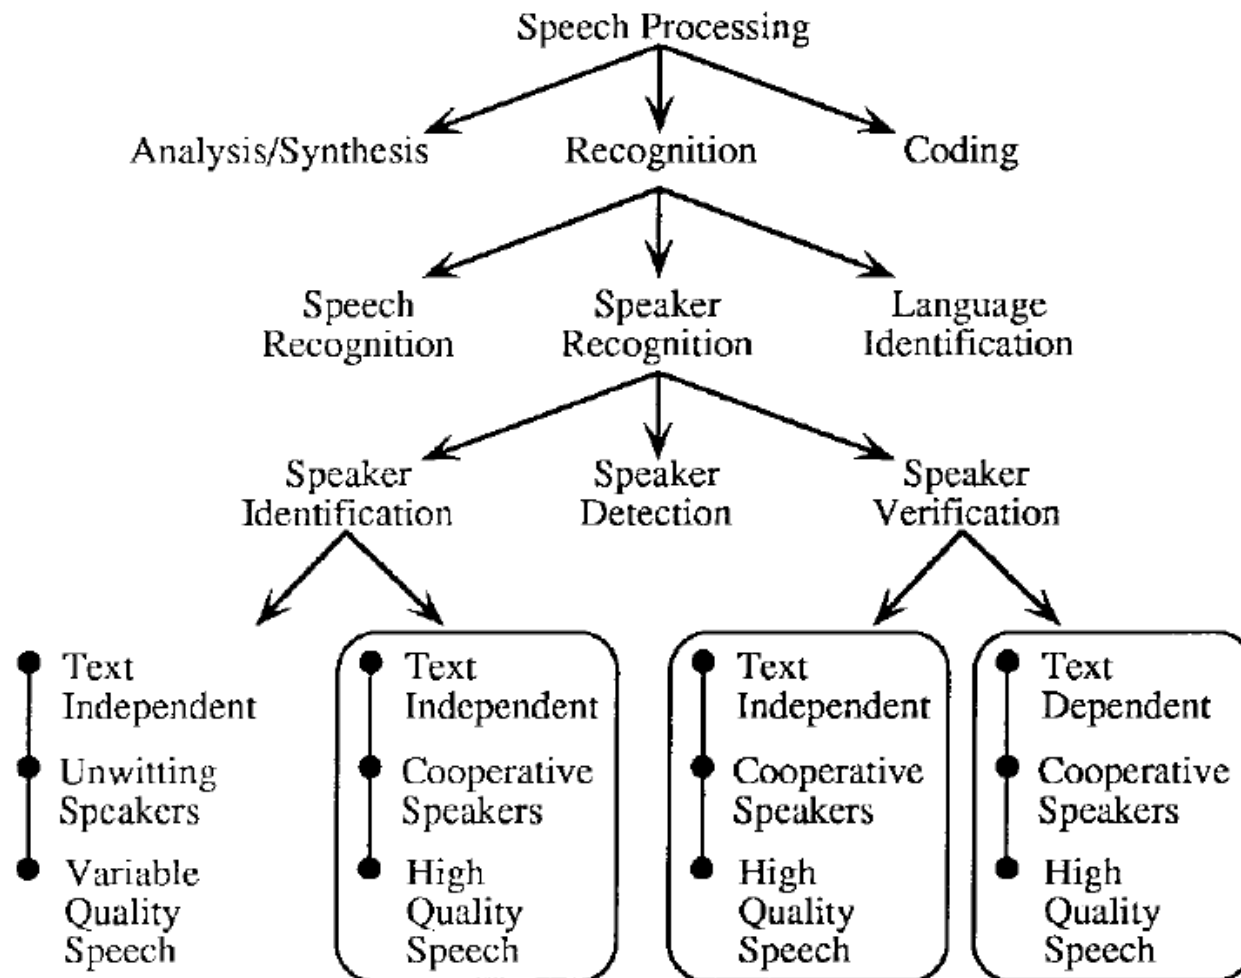 Speech Processing
Analysis/Synthesis
Recognition
Coding
Speech
Recognition
Speaker
Recognition
Language
Identification
Speaker
Identification
Speaker
Detection
Speaker
Verification
Text
Independent
Unwitting
Speakers
Variable
Quality
Speech
Text
Independent
Cooperative
Speakers
High
Quality
Speech
Text
Independent
Cooperative
Speakers
High
Quality
Speech
Text
Dependent
Cooperative
Speakers
High
Quality
Speech